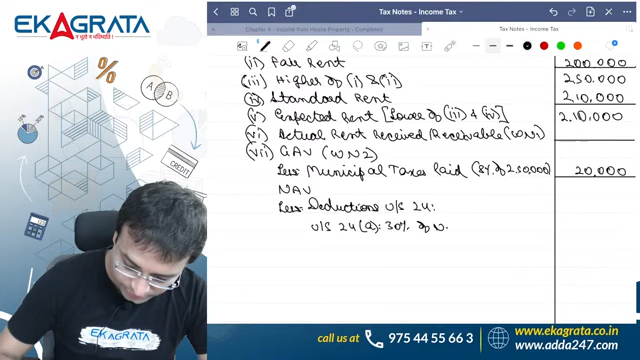 EKAGRATA
Tax Notes - Income Tax
Chapter 4 - Income from House Property - Completed
Tax Notes - Income Tax
(ii) Fair Rent 200,000
(iii) Higher of (i) & (ii) 250,000
(iv) Standard Rent 2,10,000
(v) Expected Rent [Lower of (iii) & (iv)] 2,10,000
(vi) Actual Rent Received/Receivable (WN1)
(vii) GAV (WN2)
Less: Municipal Taxes Paid (8% of 2,50,000) 20,000
NAV
Less: Deductions u/s 24:
U/S 24(a): 30% of N
%
A
B
EKAGRATA
call us at 975 44 55 66 3
www.ekagrata.co.in
www.adda247.com